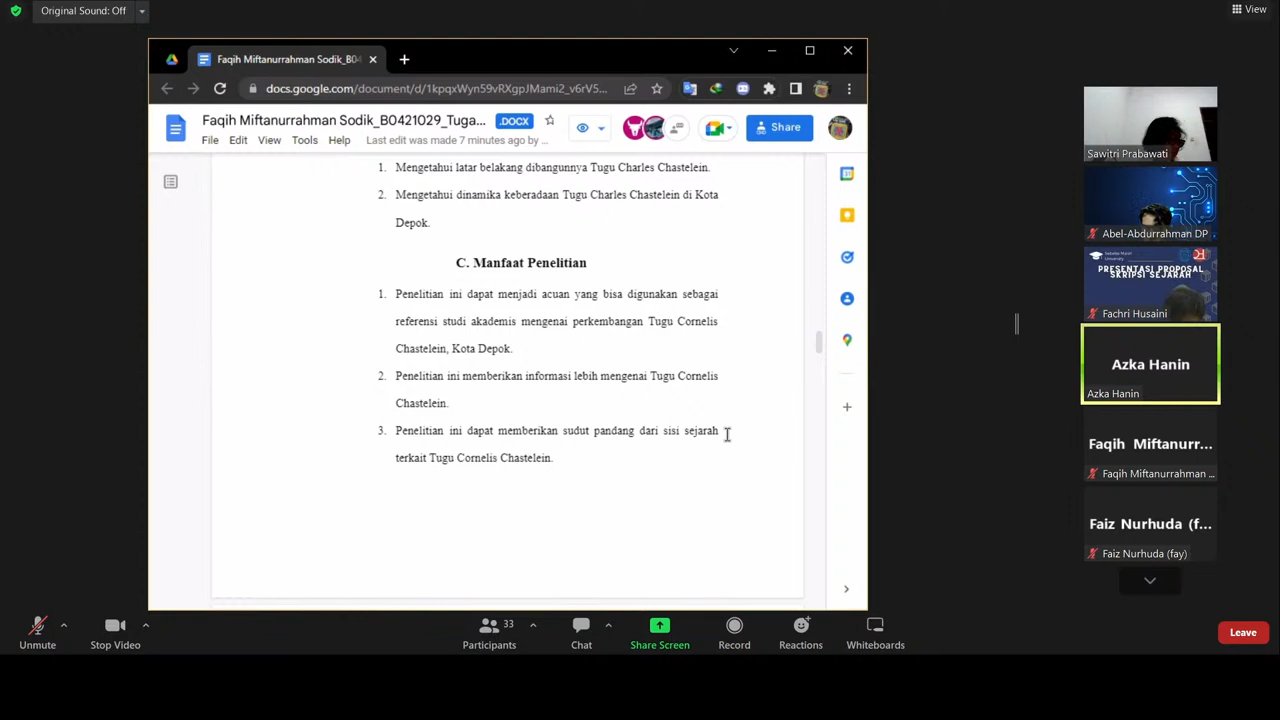 Original Sound: Off
View
Faqih Miftanurrahman Sodik_B04
docs.google.com/document/d/1kpqxWyn59vRXgpJMami2_v6rV5...
Faqih Miftanurrahman Sodik_B0421029_Tuga...
.DOCX
File Edit View Tools Help Last edit was made 7 minutes ago by ...
Share
1. Mengetahui latar belakang dibangunnya Tugu Charles Chastelein.
2. Mengetahui dinamika keberadaan Tugu Charles Chastelein di Kota
Depok.
C. Manfaat Penelitian
1. Penelitian ini dapat menjadi acuan yang bisa digunakan sebagai
referensi studi akademis mengenai perkembangan Tugu Cornelis
Chastelein, Kota Depok.
2. Penelitian ini memberikan informasi lebih mengenai Tugu Cornelis
Chastelein.
3. Penelitian ini dapat memberikan sudut pandang dari sisi sejarah
terkait Tugu Cornelis Chastelein.
Sawitri Prabawati
Abel-Abdurrahman DP
PRESENTASI PROPOSAL
SKRIPSI SEJARAH
Fachri Husaini
Azka Hanin
Azka Hanin
Faqih Miftanurr...
Faqih Miftanurrahman ...
Faiz Nurhuda (f...
Faiz Nurhuda (fay)
Unmute
Stop Video
Participants
33
Chat
Share Screen
Record
Reactions
Whiteboards
Leave